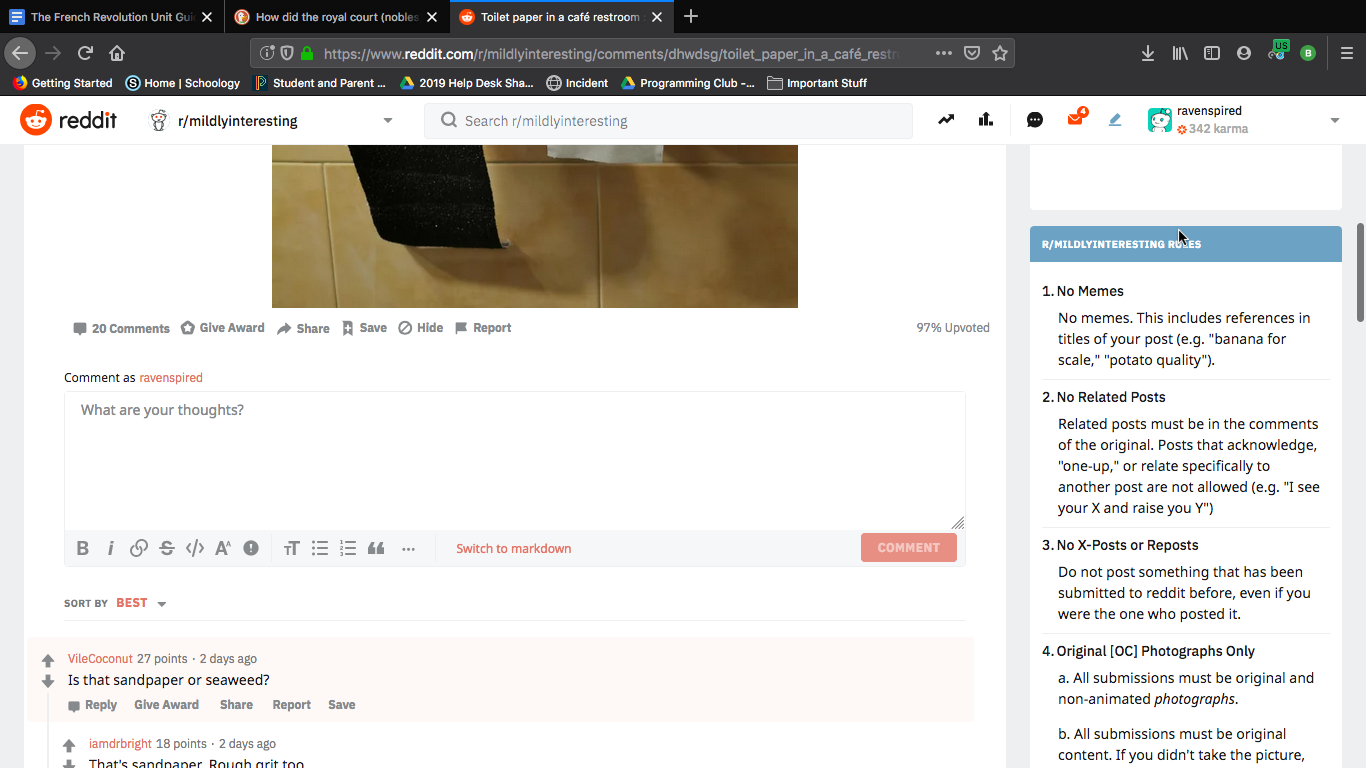 The French Revolution Unit Gui
How did the royal court (nobles
Toilet paper in a café restroom
https://www.reddit.com/r/mildlyinteresting/comments/dhwdsg/toilet_paper_in_a_café_restr
US
B
Getting Started
Home | Schoology
Student and Parent ...
2019 Help Desk Sha...
Incident
Programming Club -...
Important Stuff
reddit
r/mildlyinteresting
Search r/mildlyinteresting
4
ravenspired
342 karma
20 Comments
Give Award
Share
Save
Hide
Report
97% Upvoted
Comment as ravenspired
What are your thoughts?
Switch to markdown
COMMENT
SORT BY BEST
VileCoconut 27 points · 2 days ago
Is that sandpaper or seaweed?
Reply Give Award Share Report Save
iamdrbright 18 points · 2 days ago
That's sandpaper. Rough grit too
R/MILDLYINTERESTING RULES
1. No Memes
No memes. This includes references in
titles of your post (e.g. "banana for
scale," "potato quality").
2. No Related Posts
Related posts must be in the comments
of the original. Posts that acknowledge,
"one-up," or relate specifically to
another post are not allowed (e.g. "I see
your X and raise you Y")
3. No X-Posts or Reposts
Do not post something that has been
submitted to reddit before, even if you
were the one who posted it.
4. Original [OC] Photographs Only
a. All submissions must be original and
non-animated photographs.
b. All submissions must be original
content. If you didn't take the picture,